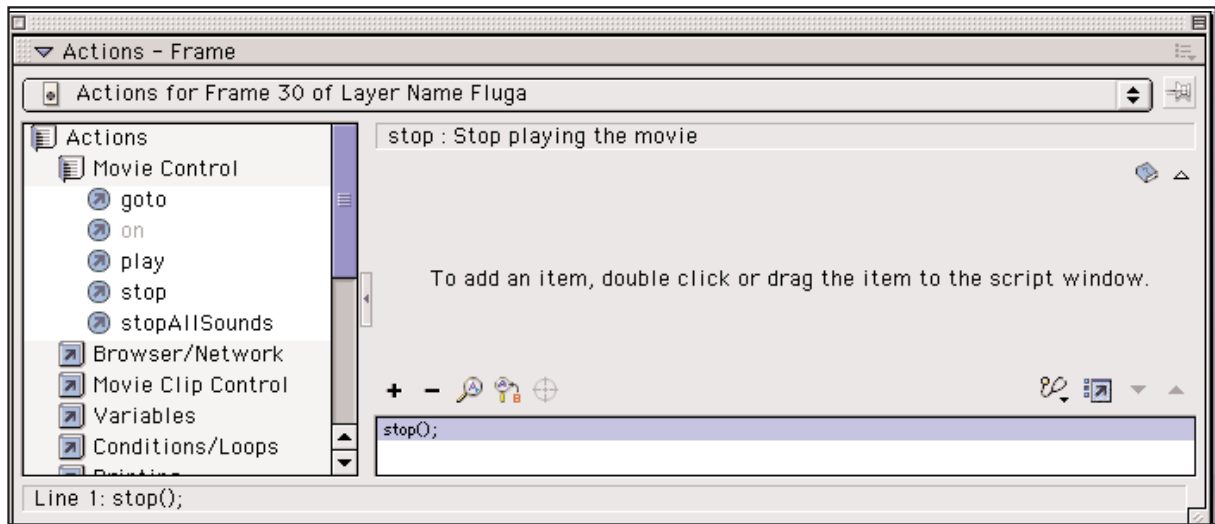 Actions - Frame
Actions for Frame 30 of Layer Name Fluga
Actions
Movie Control
goto
on
play
stop
stopAllSounds
Browser/Network
Movie Clip Control
Variables
Conditions/Loops
stop : Stop playing the movie
To add an item, double click or drag the item to the script window.
stop();
Line 1: stop();